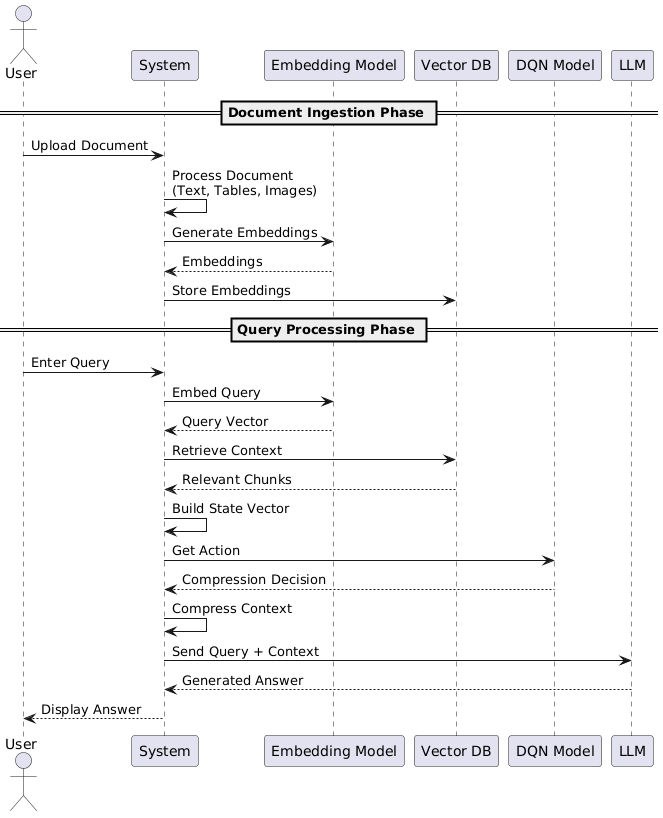 User
System
Embedding Model
Vector DB
DQN Model
LLM
Document Ingestion Phase
Upload Document
Process Document
(Text, Tables, Images)
Generate Embeddings
Embeddings
Store Embeddings
Query Processing Phase
Enter Query
Embed Query
Query Vector
Retrieve Context
Relevant Chunks
Build State Vector
Get Action
Compression Decision
Compress Context
Send Query + Context
Generated Answer
Display Answer
User
System
Embedding Model
Vector DB
DQN Model
LLM